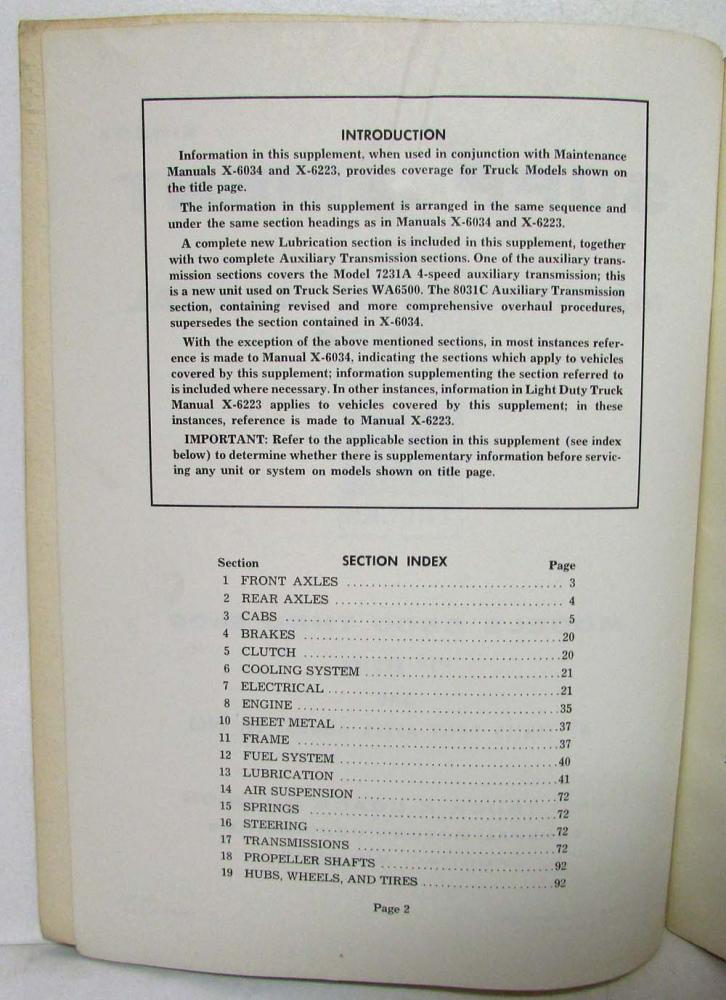 INTRODUCTION
Information in this supplement, when used in conjunction with Maintenance
Manuals X-6034 and X-6223, provides coverage for Truck Models shown on
the title page.
The information in this supplement is arranged in the same sequence and
under the same section headings as in Manuals X-6034 and X-6223.
A complete new Lubrication section is included in this supplement, together
with two complete Auxiliary Transmission sections. One of the auxiliary trans-
mission sections covers the Model 7231A 4-speed auxiliary transmission; this
is a new unit used on Truck Series WA6500. The 8031C Auxiliary Transmission
section, containing revised and more comprehensive overhaul procedures,
supersedes the section contained in X-6034.
With the exception of the above mentioned sections, in most instances refer-
ence is made to Manual X-6034, indicating the sections which apply to vehicles
covered by this supplement; information supplementing the section referred to
is included where necessary. In other instances, information in Light Duty Truck
Manual X-6223 applies to vehicles covered by this supplement; in these
instances, reference is made to Manual X-6223.
IMPORTANT: Refer to the applicable section in this supplement (see index
below) to determine whether there is supplementary information before servic-
ing any unit or system on models shown on title page.
Section SECTION INDEX Page
1 FRONT AXLES ................................ 3
2 REAR AXLES ................................. 4
3 CABS ........................................ 5
4 BRAKES ......................................20
5 CLUTCH ......................................20
6 COOLING SYSTEM .............................21
7 ELECTRICAL ..................................21
8 ENGINE ......................................35
10 SHEET METAL ................................37
11 FRAME ......................................37
12 FUEL SYSTEM ................................40
13 LUBRICATION ................................41
14 AIR SUSPENSION .............................72
15 SPRINGS ....................................72
16 STEERING ...................................72
17 TRANSMISSIONS ..............................72
18 PROPELLER SHAFTS ...........................92
19 HUBS, WHEELS, AND TIRES ....................92
Page 2